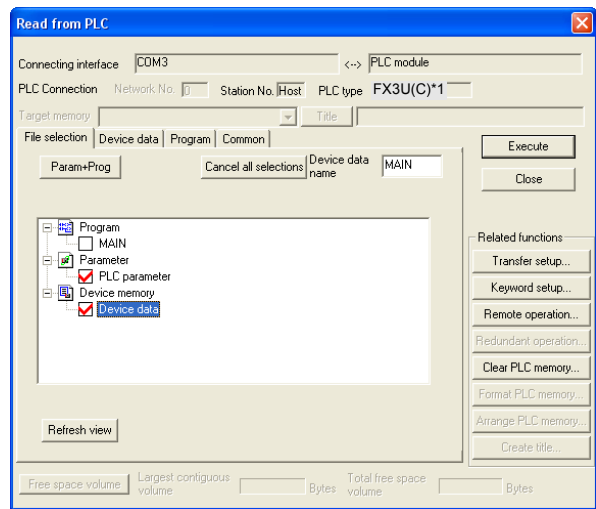 Read from PLC
Connecting interface COM3 <--> PLC module
PLC Connection Network No. 0 Station No. Host PLC type FX3U(C)*1
Target memory Title
File selection Device data Program Common
Execute
Param+Prog Cancel all selections Device data name MAIN
Close
Program
MAIN
Parameter
PLC parameter
Device memory
Device data
Refresh view
Related functions
Transfer setup...
Keyword setup...
Remote operation...
Redundant operation...
Clear PLC memory...
Format PLC memory...
Arrange PLC memory...
Create title...
Free space volume Largest contiguous volume Bytes Total free space volume Bytes